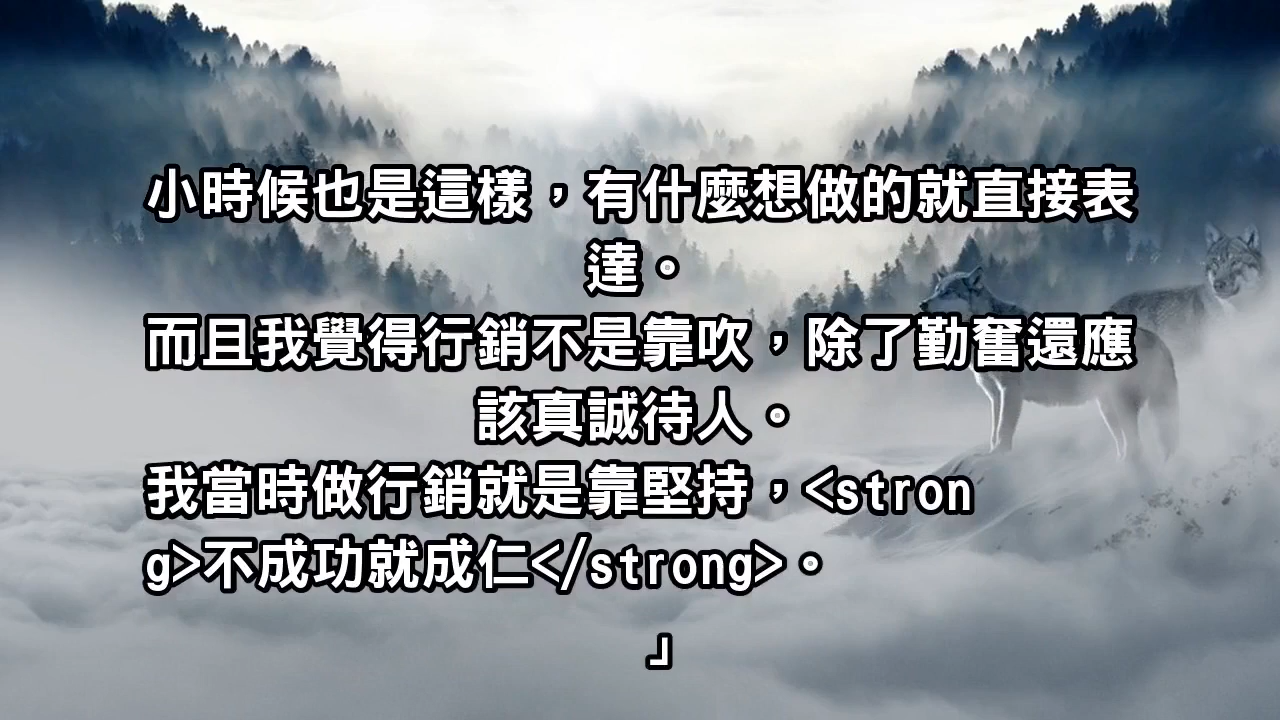 小時候也是這樣，有什麼想做的就直接表
達。
而且我覺得行銷不是靠吹，除了勤奮還應
該真誠待人。
我當時做行銷就是靠堅持，<stron
g>不成功就成仁</strong>。
」